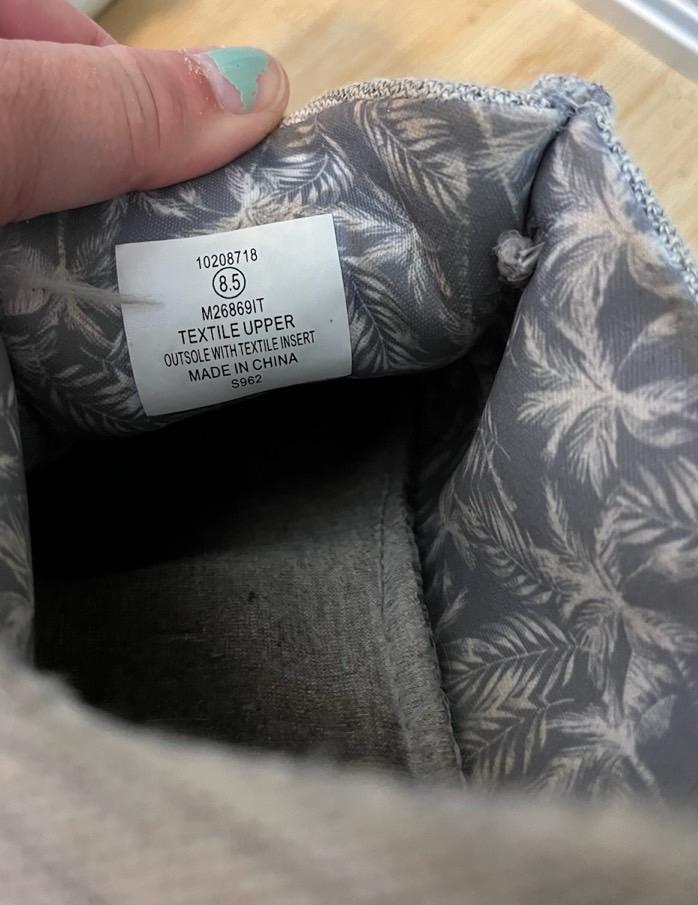 10208718
8.5
M26869IT
TEXTILE UPPER
OUTSOLE WITH TEXTILE INSERT
MADE IN CHINA
S962